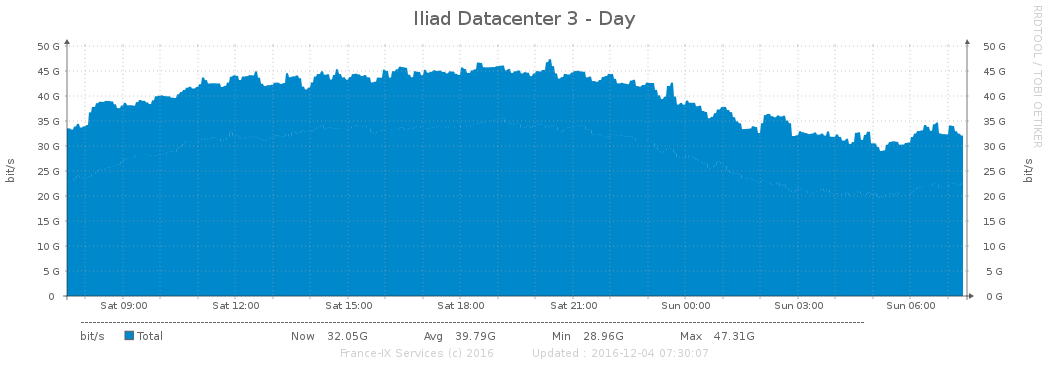 Iliad Datacenter 3 - Day
RRDTOOL / TOBI OETIKER
50 G 50 G
45 G 45 G
40 G 40 G
35 G 35 G
30 G 30 G
25 G 25 G
20 G 20 G
15 G 15 G
10 G 10 G
5 G 5 G
0 0 G
bit/s bit/s
Sat 09:00 Sat 12:00 Sat 15:00 Sat 18:00 Sat 21:00 Sun 00:00 Sun 03:00 Sun 06:00
bit/s Total Now 32.05G Avg 39.79G Min 28.96G Max 47.31G
France-IX Services (c) 2016 Updated : 2016-12-04 07:30:07